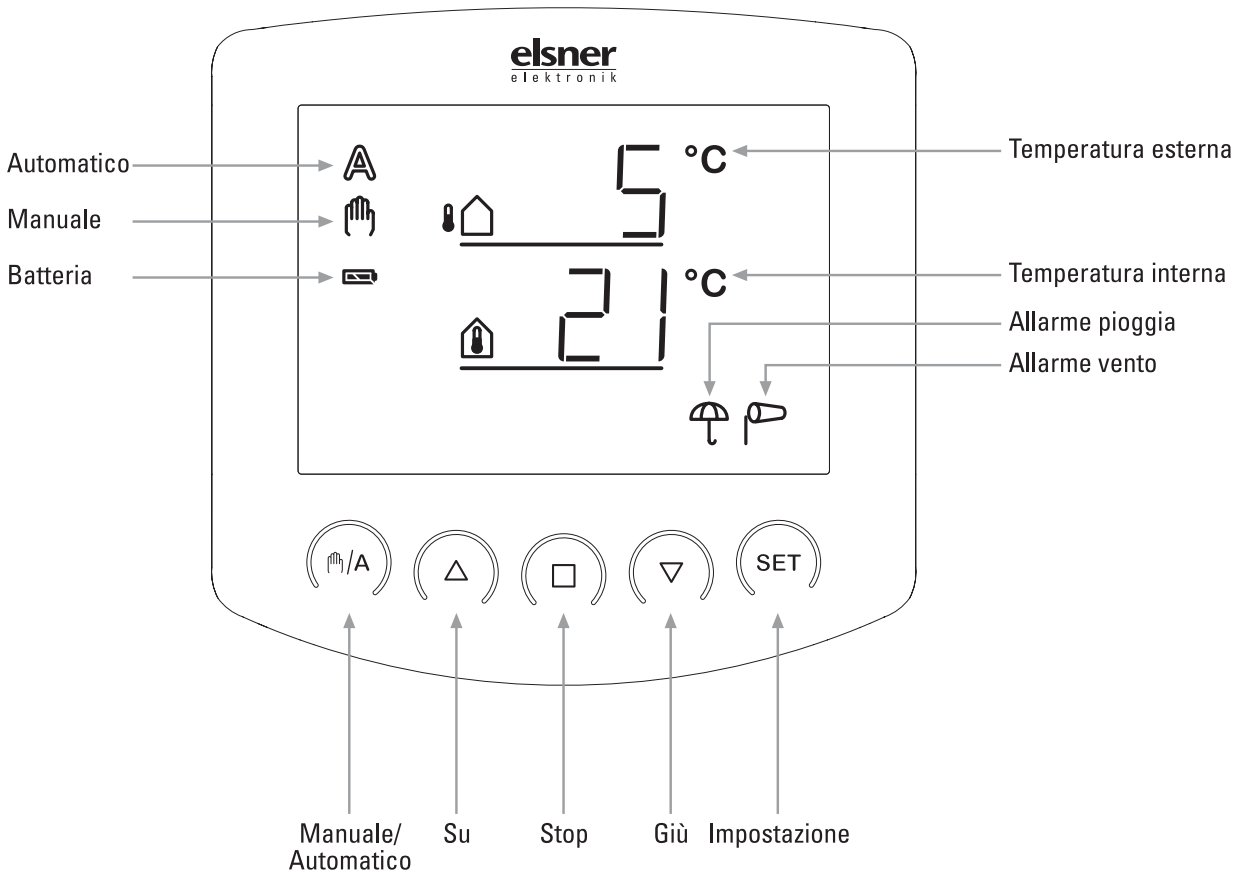 elsner
elektronik
Automatico
A
5 °C
Temperatura esterna
Manuale
Batteria
21 °C
Temperatura interna
Allarme pioggia
Allarme vento
/A
SET
Manuale/
Automatico
Su
Stop
Giù
Impostazione